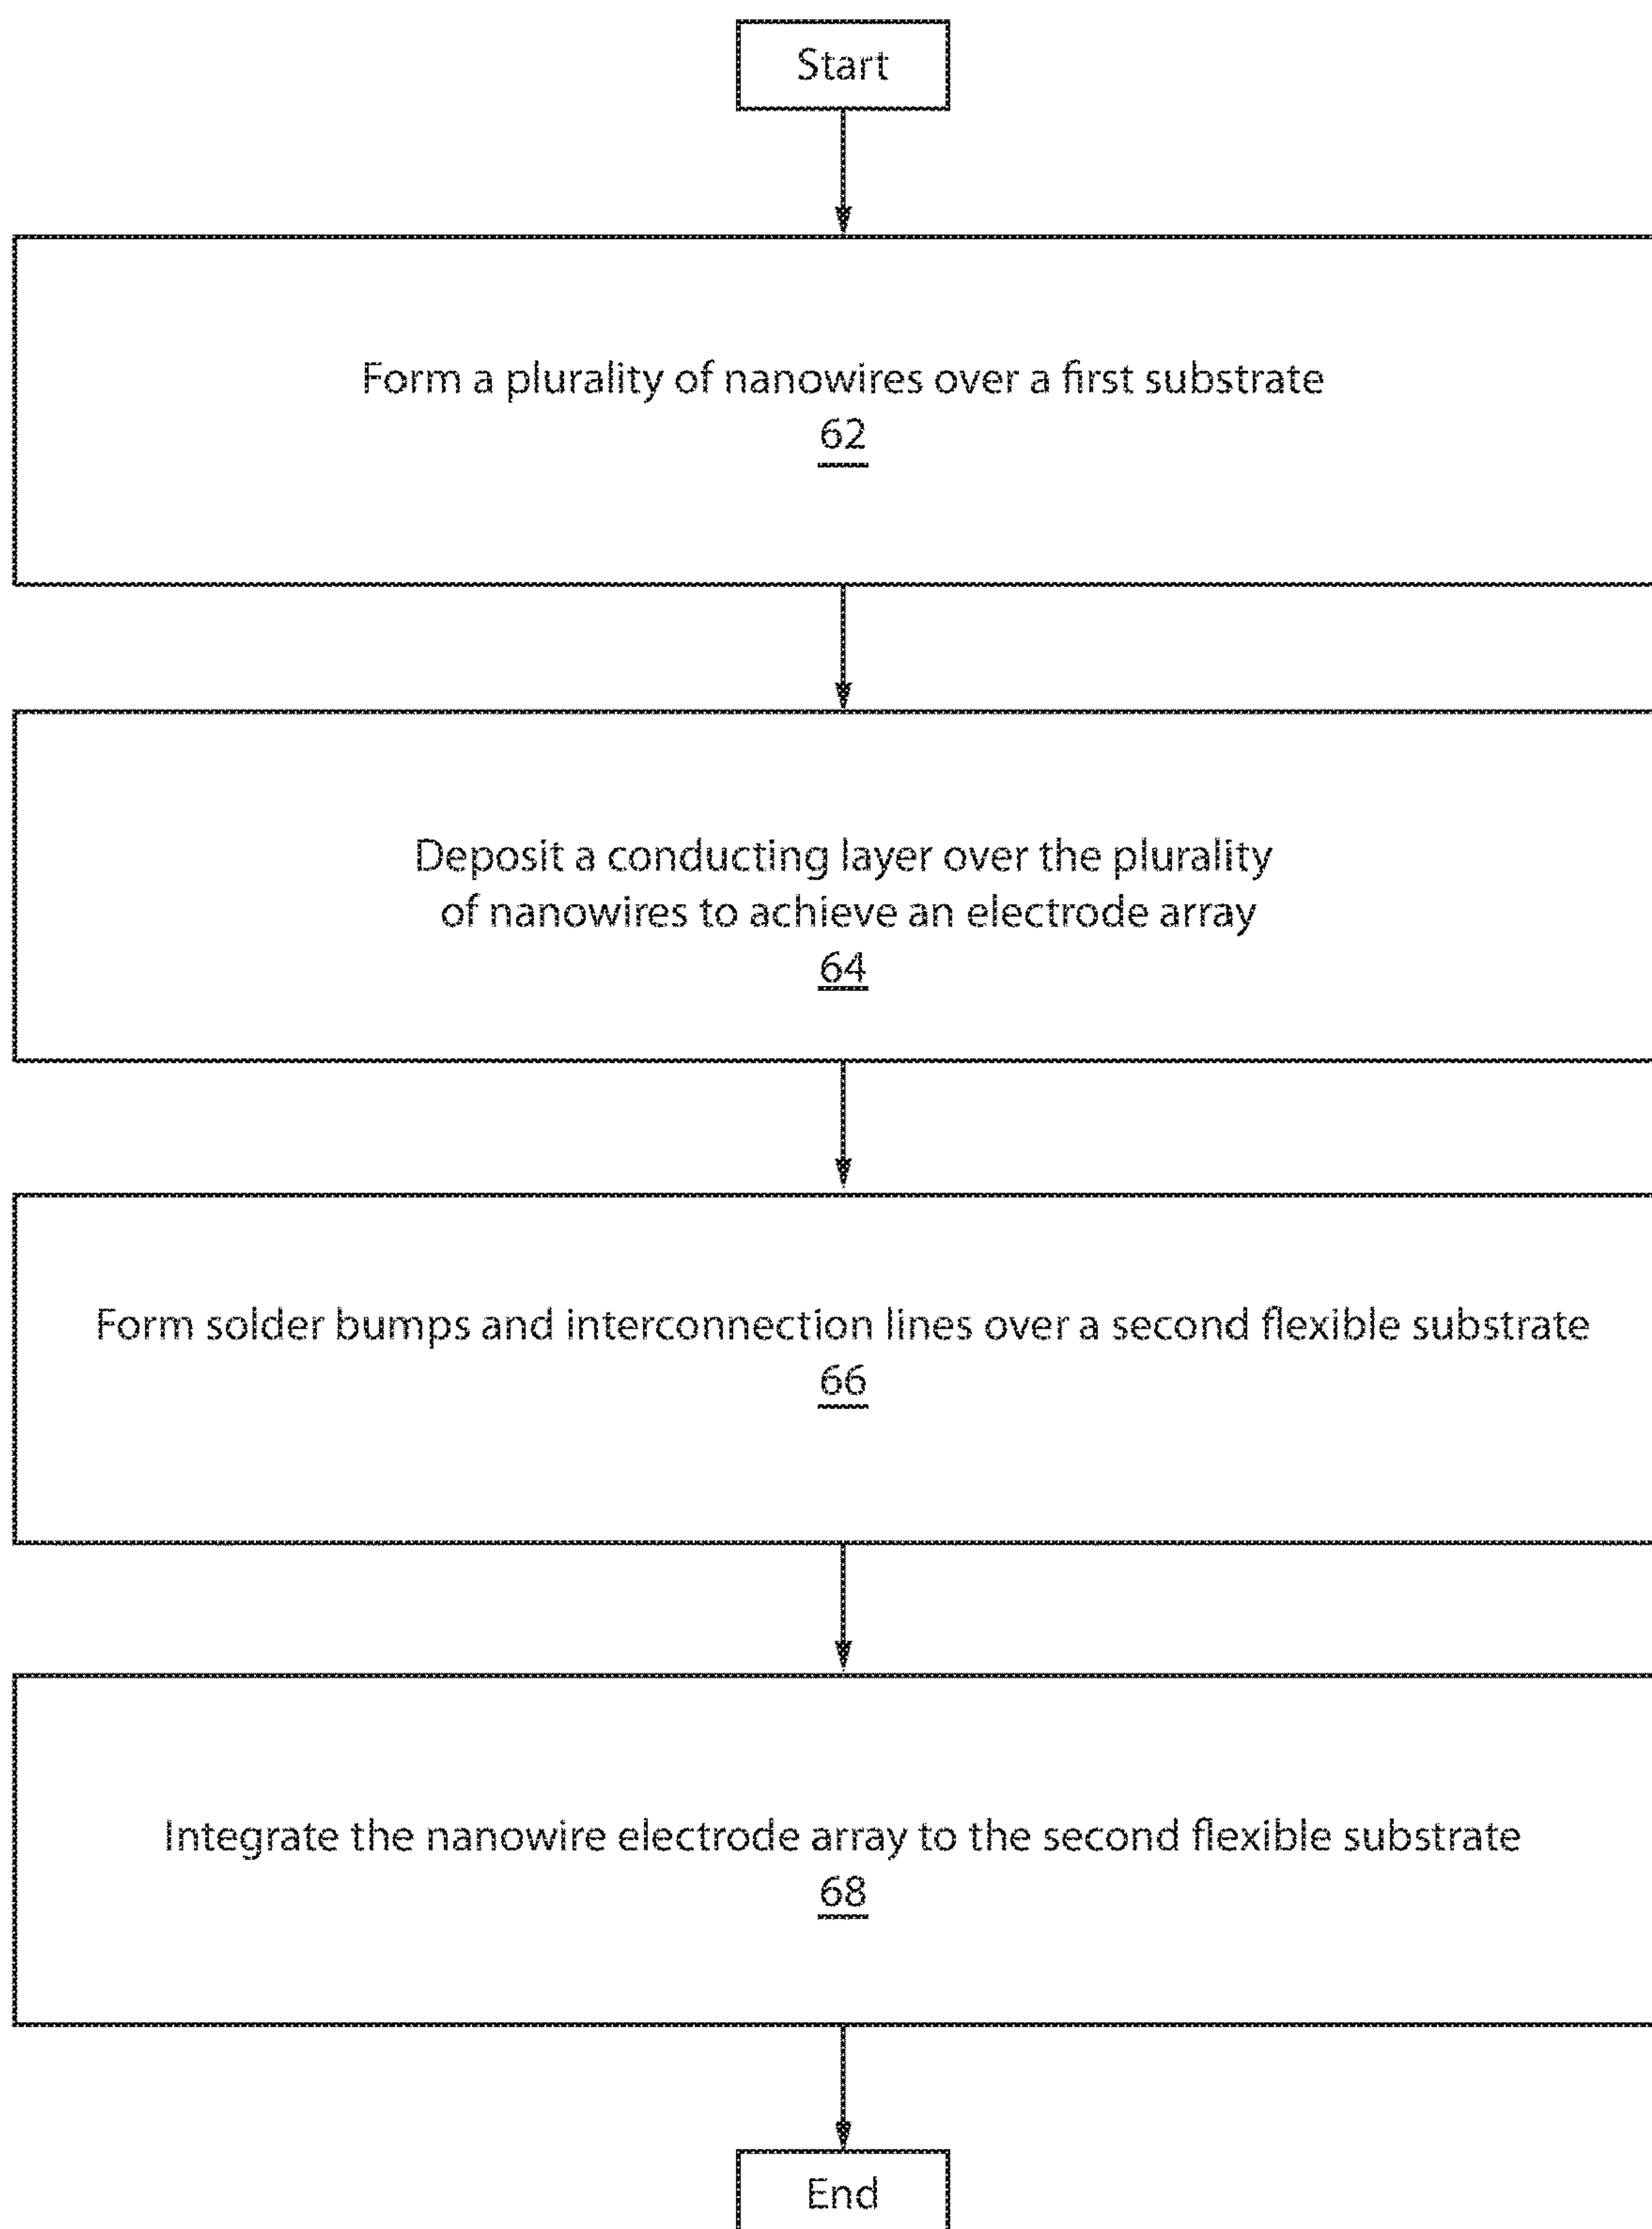 Start
Form a plurality of nanowires over a first substrate
62
Deposit a conducting layer over the plurality
of nanowires to achieve an electrode array
64
Form solder bumps and interconnection lines over a second flexible substrate
66
Integrate the nanowire electrode array to the second flexible substrate
68
End